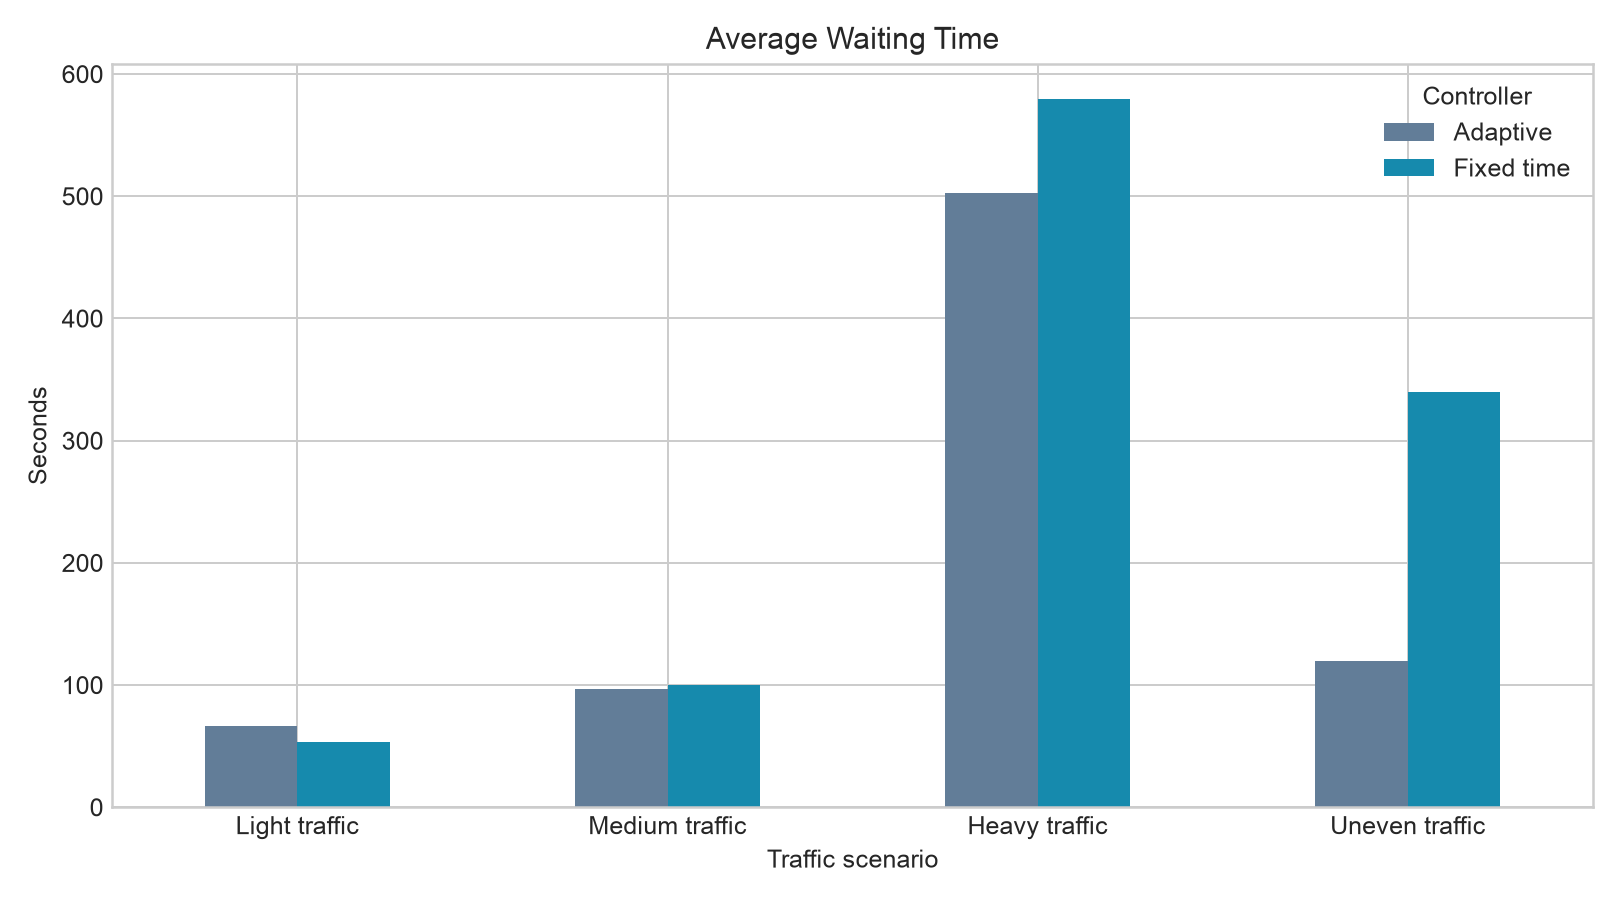 Average Waiting Time
600
500
400
300
200
100
0
Seconds
Controller
Adaptive
Fixed time
Light traffic
Medium traffic
Heavy traffic
Uneven traffic
Traffic scenario